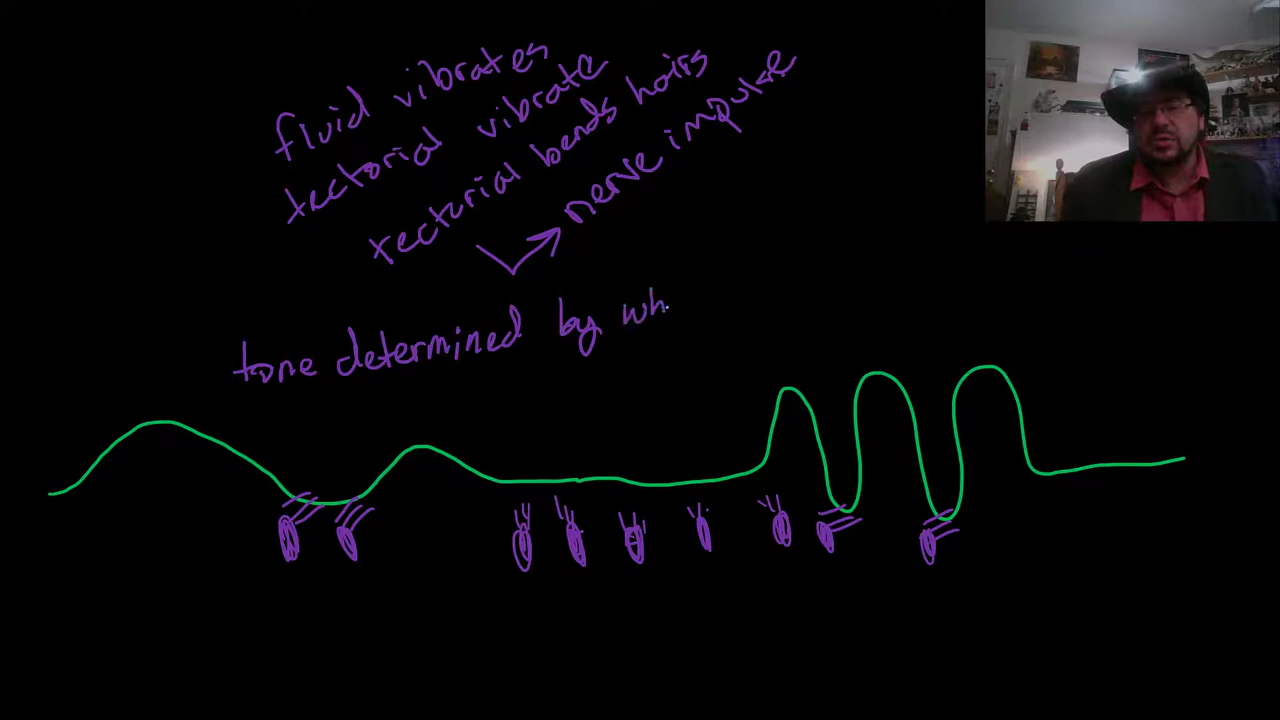 fluid vibrates
tectorial vibrate
tectorial bends hairs
nerve impulse
tone determined by wh